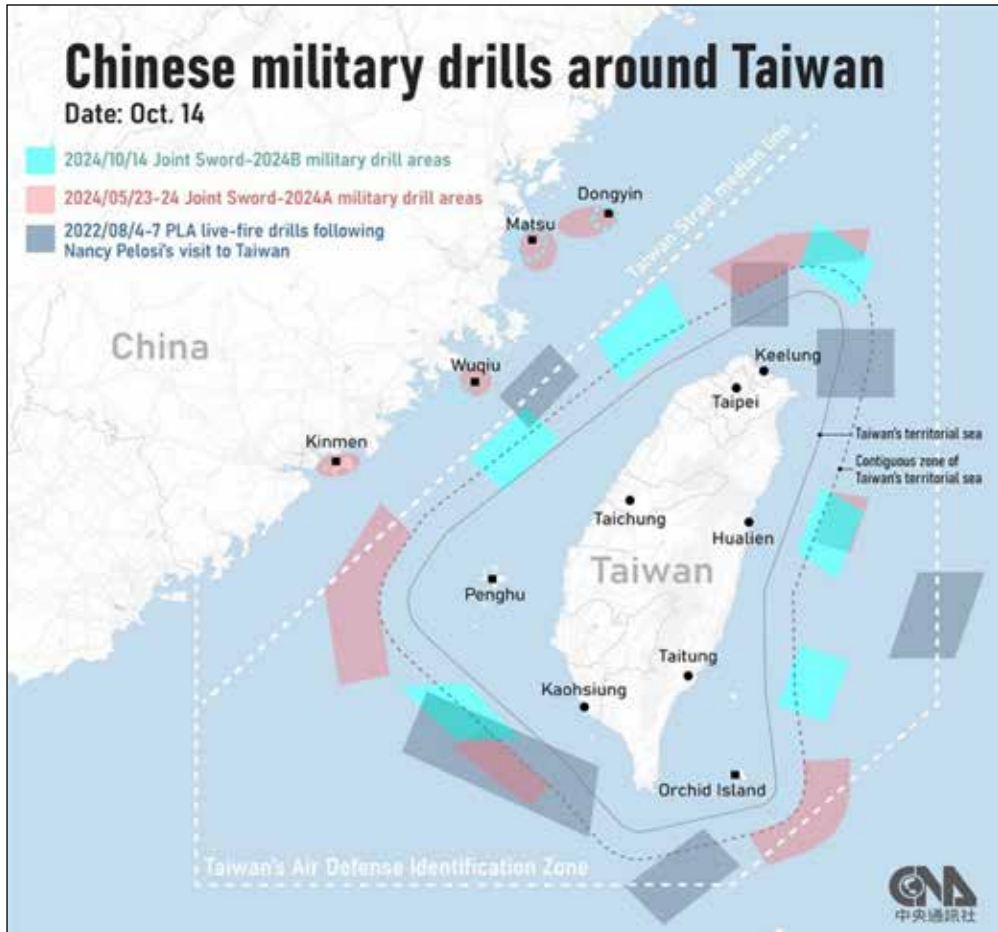 Chinese military drills around Taiwan
Date: Oct. 14
2024/10/14 Joint Sword-2024B military drill areas
2024/05/23-24 Joint Sword-2024A military drill areas
2022/08/4-7 PLA live-fire drills following
Nancy Pelosi's visit to Taiwan
Taiwan Strait median line
Dongyin
Matsu
China
Wuqiu
Keelung
Taipei
Kinmen
Taiwan's territorial sea
Contiguous zone of
Taiwan's territorial sea
Taichung
Hualien
Taiwan
Penghu
Taitung
Kaohsiung
Orchid Island
Taiwan's Air Defense Identification Zone
CNA
中央通訊社